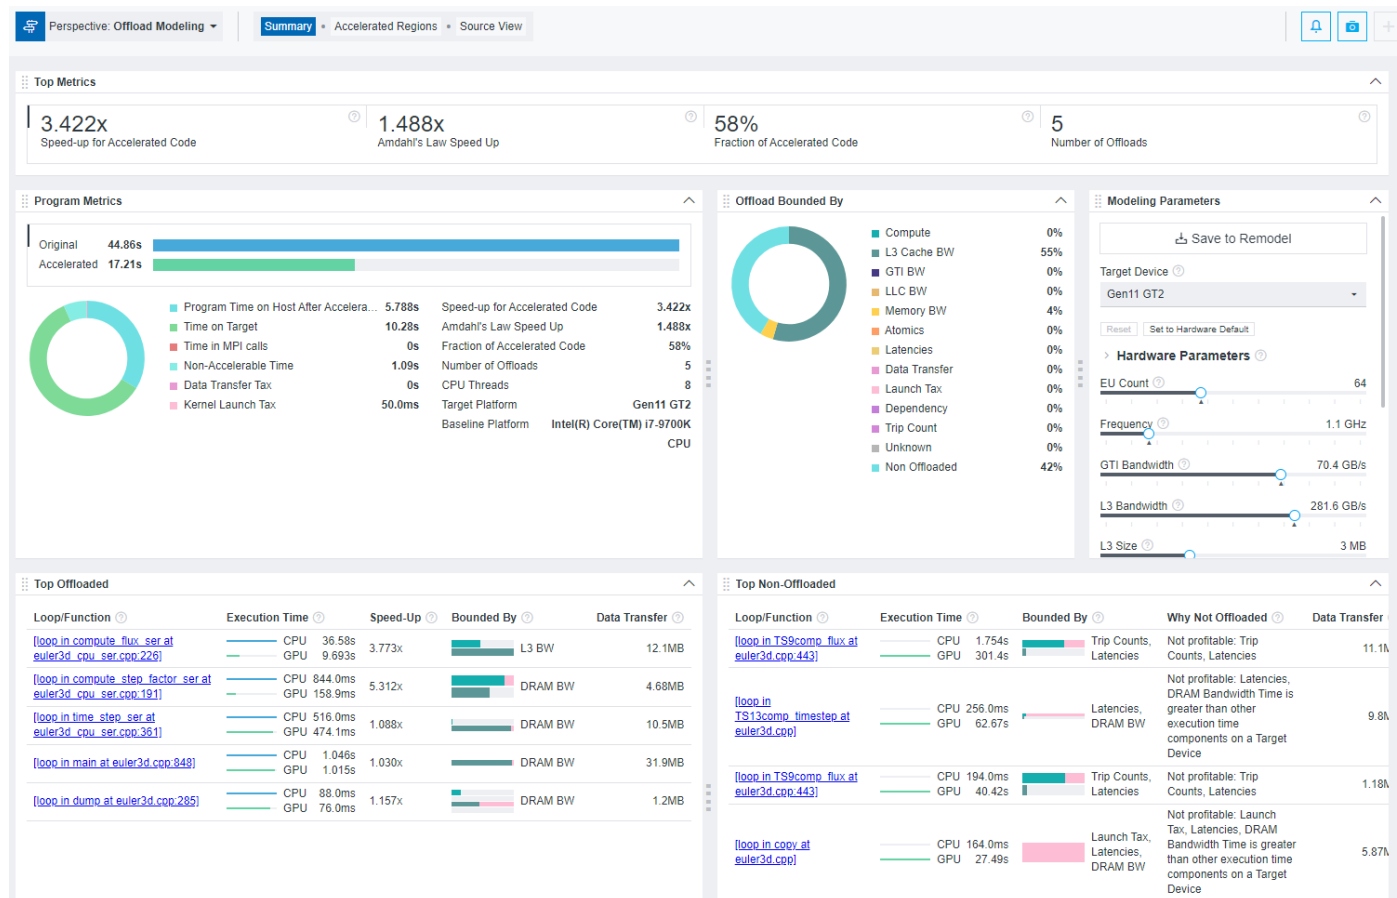 Perspective: Offload Modeling
Summary
Accelerated Regions
Source View
Top Metrics
3.422x
Speed-up for Accelerated Code
1.488x
Amdahl's Law Speed Up
58%
Fraction of Accelerated Code
5
Number of Offloads
Program Metrics
Original 44.86s
Accelerated 17.21s
Program Time on Host After Accelera... 5.788s
Time on Target 10.28s
Time in MPI calls 0s
Non-Accelerable Time 1.09s
Data Transfer Tax 0s
Kernel Launch Tax 50.0ms
Speed-up for Accelerated Code 3.422x
Amdahl's Law Speed Up 1.488x
Fraction of Accelerated Code 58%
Number of Offloads 5
CPU Threads 8
Target Platform Gen11 GT2
Baseline Platform Intel(R) Core(TM) i7-9700K
CPU
Offload Bounded By
Compute 0%
L3 Cache BW 55%
GTI BW 0%
LLC BW 0%
Memory BW 4%
Atomics 0%
Latencies 0%
Data Transfer 0%
Launch Tax 0%
Dependency 0%
Trip Count 0%
Unknown 0%
Non Offloaded 42%
Modeling Parameters
Save to Remodel
Target Device
Gen11 GT2
Reset Set to Hardware Default
Hardware Parameters
EU Count 64
Frequency 1.1 GHz
GTI Bandwidth 70.4 GB/s
L3 Bandwidth 281.6 GB/s
L3 Size 3 MB
Top Offloaded
Loop/Function Execution Time Speed-Up Bounded By Data Transfer
[loop in compute_flux_ser at
euler3d_cpu_ser.cpp:226]
CPU 36.58s
GPU 9.693s
3.773x
L3 BW
12.1MB
[loop in compute_step_factor_ser at
euler3d_cpu_ser.cpp:191]
CPU 844.0ms
GPU 158.9ms
5.312x
DRAM BW
4.68MB
[loop in time_step_ser at
euler3d_cpu_ser.cpp:361]
CPU 516.0ms
GPU 474.1ms
1.088x
DRAM BW
10.5MB
[loop in main at euler3d.cpp:848]
CPU 1.046s
GPU 1.015s
1.030x
DRAM BW
31.9MB
[loop in dump at euler3d.cpp:285]
CPU 88.0ms
GPU 76.0ms
1.157x
DRAM BW
1.2MB
Top Non-Offloaded
Loop/Function Execution Time Bounded By Why Not Offloaded Data Transfer
[loop in TS9comp_flux at
euler3d.cpp:443]
CPU 1.754s
GPU 301.4s
Trip Counts,
Latencies
Not profitable: Trip
Counts, Latencies
11.1M
[loop in
TS13comp_timestep at
euler3d.cpp]
CPU 256.0ms
GPU 62.67s
Latencies,
DRAM BW
Not profitable: Latencies,
DRAM Bandwidth Time is
greater than other
execution time
components on a Target
Device
9.8M
[loop in TS9comp_flux at
euler3d.cpp:443]
CPU 194.0ms
GPU 40.42s
Trip Counts,
Latencies
Not profitable: Trip
Counts, Latencies
1.18M
[loop in copy at
euler3d.cpp]
CPU 164.0ms
GPU 27.49s
Launch Tax,
Latencies,
DRAM BW
Not profitable: Launch
Tax, Latencies, DRAM
Bandwidth Time is greater
than other execution time
components on a Target
Device
5.87M